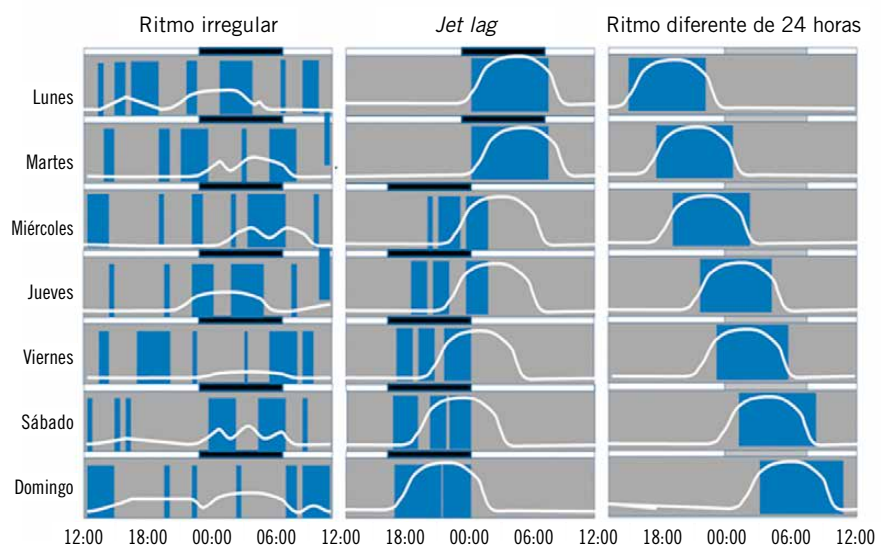 Ritmo irregular
Jet lag
Ritmo diferente de 24 horas
Lunes
Martes
Miércoles
Jueves
Viernes
Sábado
Domingo
12:00 18:00 00:00 06:00 12:00 18:00 00:00 06:00 12:00 18:00 00:00 06:00 12:00